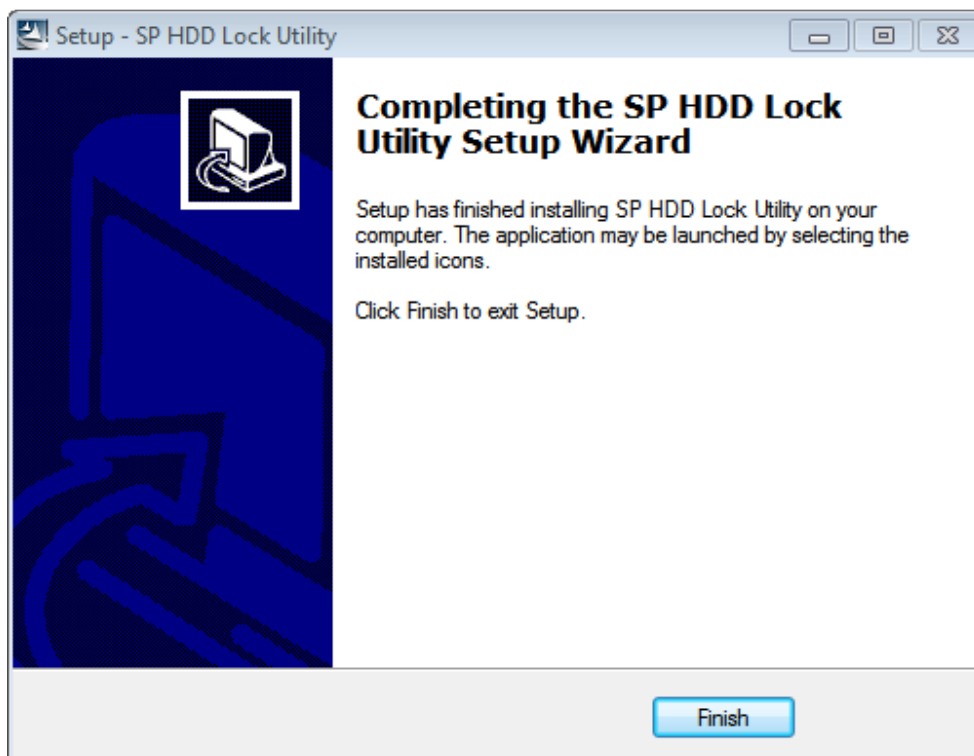 Setup - SP HDD Lock Utility
Completing the SP HDD Lock
Utility Setup Wizard
Setup has finished installing SP HDD Lock Utility on your
computer. The application may be launched by selecting the
installed icons.
Click Finish to exit Setup.
Finish